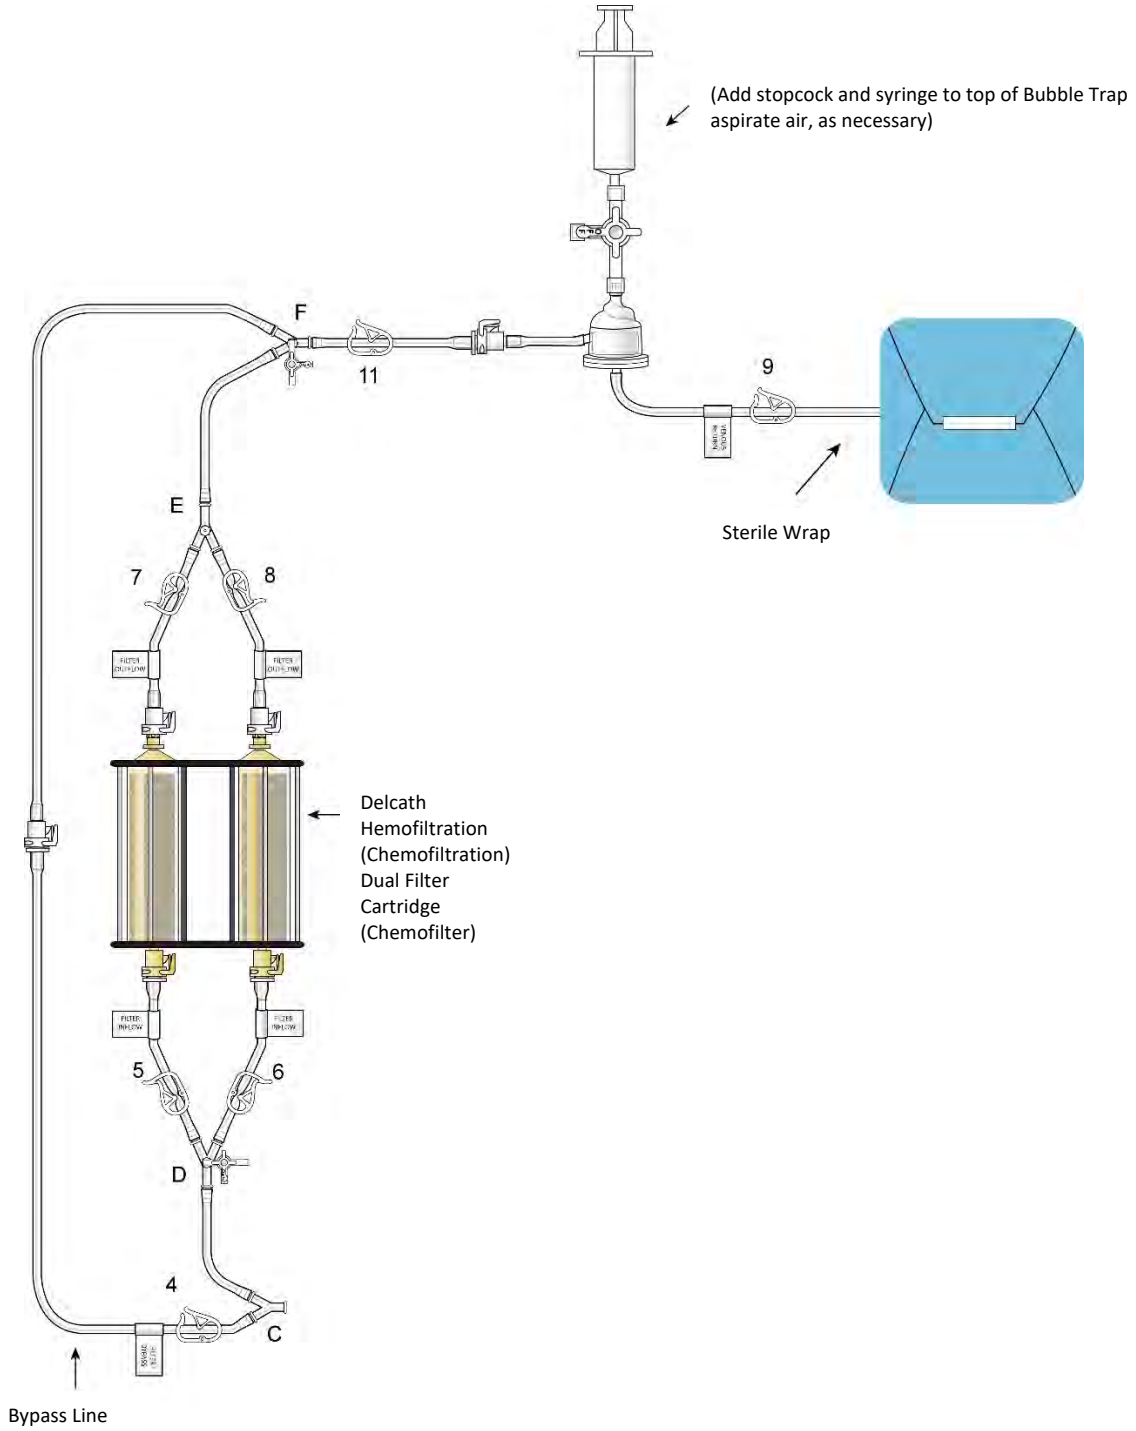 (Add stopcock and syringe to top of Bubble Trap
aspirate air, as necessary)
F
11
9
VENOUS
RETURN
E
Sterile Wrap
7
8
FILTER
OUTFLOW
FILTER
OUTFLOW
Delcath
Hemofiltration
(Chemofiltration)
Dual Filter
Cartridge
(Chemofilter)
FILTER
INFLOW
FILTER
INFLOW
5
6
D
4
C
Bypass Line